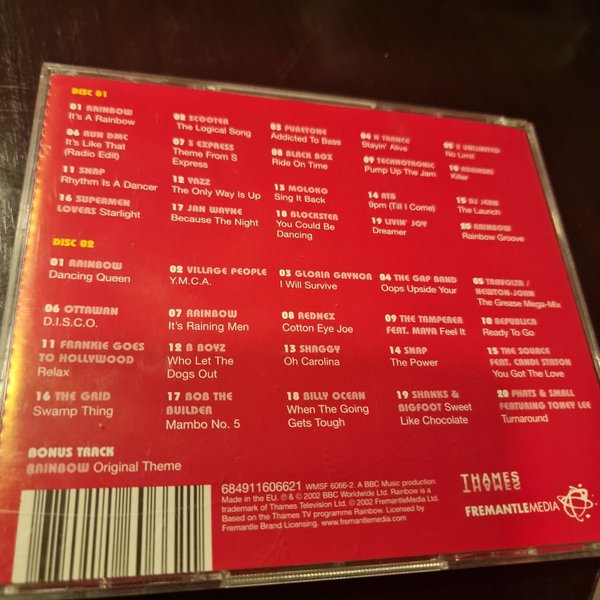 DISC 01
01 RAINBOW
It's A Rainbow
02 SCOOTER
The Logical Song
03 PURETONE
Addicted To Bass
04 N TRANCE
Stayin' Alive
05 2 UNLIMITED
No Limit
06 RUN DMC
It's Like That
(Radio Edit)
07 S EXPRESS
Theme From S
Express
08 BLACK BOX
Ride On Time
09 TECHNOTRONIC
Pump Up The Jam
10 ADAMSKI
Killer
11 SNAP
Rhythm Is A Dancer
12 YAZZ
The Only Way Is Up
13 MOLOKO
Sing It Back
14 ATB
9pm (Till I Come)
15 DJ JEAN
The Launch
16 SUPERMEN
LOVERS Starlight
17 JAN WAYNE
Because The Night
18 BLOCKSTER
You Could Be
Dancing
19 LIVIN' JOY
Dreamer
20 RAINBOW
Rainbow Groove
DISC 02
01 RAINBOW
Dancing Queen
02 VILLAGE PEOPLE
Y.M.C.A.
03 GLORIA GAYNOR
I Will Survive
04 THE GAP BAND
Oops Upside Your
05 TRAVOLTA /
NEWTON-JOHN
The Grease Mega-Mix
06 OTTAWAN
D.I.S.C.O.
07 RAINBOW
It's Raining Men
08 REDNEX
Cotton Eye Joe
09 THE TAMPERER
FEAT. MAYA Feel It
10 REPUBLICA
Ready To Go
11 FRANKIE GOES
TO HOLLYWOOD
Relax
12 B BOYZ
Who Let The
Dogs Out
13 SHAGGY
Oh Carolina
14 SNAP
The Power
15 THE SOURCE
FEAT. CANDI STATON
You Got The Love
16 THE GRID
Swamp Thing
17 BOB THE
BUILDER
Mambo No. 5
18 BILLY OCEAN
When The Going
Gets Tough
19 SHANKS &
BIGFOOT Sweet
Like Chocolate
20 PHATS & SMALL
FEATURING TONEY LEE
Turnaround
BONUS TRACK
RAINBOW Original Theme
684911606621 WMSF 6066-2. A BBC Music production.
Made in the EU. ℗ & © 2002 BBC Worldwide Ltd. Rainbow is a
trademark of Thames Television Ltd. © 2002 FremantleMedia Ltd.
Based on the Thames TV programme Rainbow. Licensed by
Fremantle Brand Licensing. www.fremantlemedia.com
THAMES
FREMANTLEMEDIA